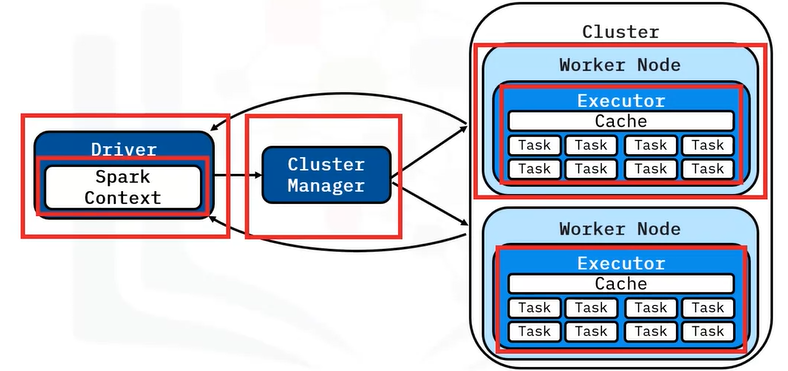 Cluster
Worker Node
Executor
Cache
Task Task Task Task
Task Task Task Task
Driver
Spark
Context
Cluster
Manager
Worker Node
Executor
Cache
Task Task Task Task
Task Task Task Task